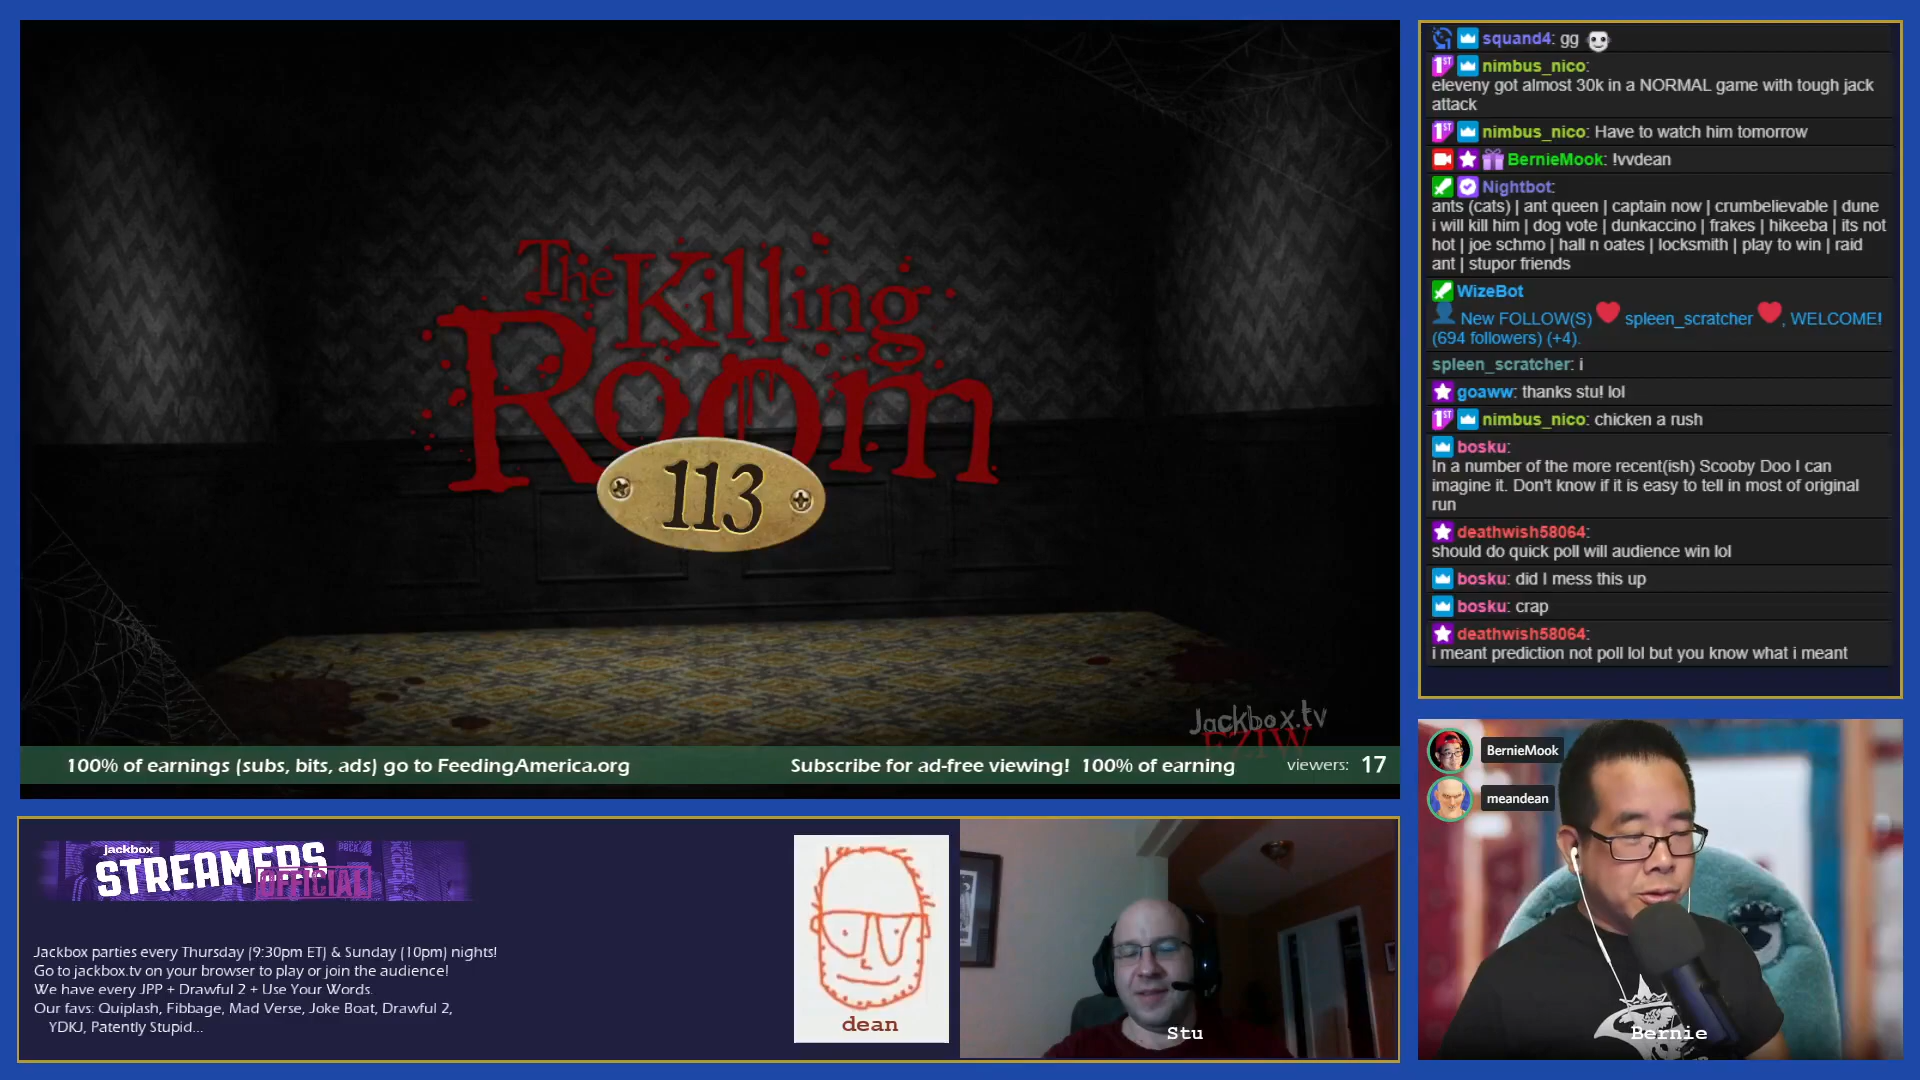 The Killing
Room
113
Jackbox.tv
EZIW
100% of earnings (subs, bits, ads) go to FeedingAmerica.org
Subscribe for ad-free viewing! 100% of earning
viewers: 17
squand4: gg
nimbus_nico:
eleveny got almost 30k in a NORMAL game with tough jack
attack
nimbus_nico: Have to watch him tomorrow
BernieMook: !vvdean
Nightbot:
ants (cats) | ant queen | captain now | crumbelievable | dune
i will kill him | dog vote | dunkaccino | frakes | hikeeba | its not
hot | joe schmo | hall n oates | locksmith | play to win | raid
ant | stupor friends
WizeBot
New FOLLOW(S) spleen_scratcher , WELCOME!
(694 followers) (+4).
spleen_scratcher: i
goaww: thanks stu! lol
nimbus_nico: chicken a rush
bosku:
In a number of the more recent(ish) Scooby Doo I can
imagine it. Don't know if it is easy to tell in most of original
run
deathwish58064:
should do quick poll will audience win lol
bosku: did I mess this up
bosku: crap
deathwish58064:
i meant prediction not poll lol but you know what i meant
jackbox
STREAMERS
OFFICIAL
Jackbox parties every Thursday (9:30pm ET) & Sunday (10pm) nights!
Go to jackbox.tv on your browser to play or join the audience!
We have every JPP + Drawful 2 + Use Your Words.
Our favs: Quiplash, Fibbage, Mad Verse, Joke Boat, Drawful 2,
YDKJ, Patently Stupid...
dean
Stu
BernieMook
meandean
Bernie